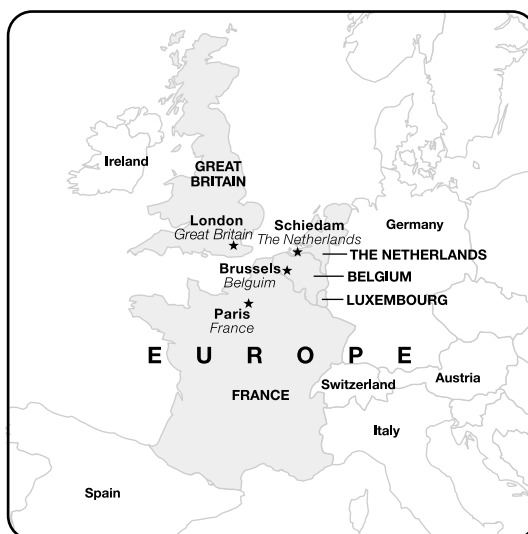 Ireland
GREAT
BRITAIN
London
Great Britain
Schiedam
The Netherlands
Germany
THE NETHERLANDS
Brussels
Belguim
BELGIUM
LUXEMBOURG
Paris
France
E U R O P E
Switzerland
Austria
FRANCE
Italy
Spain